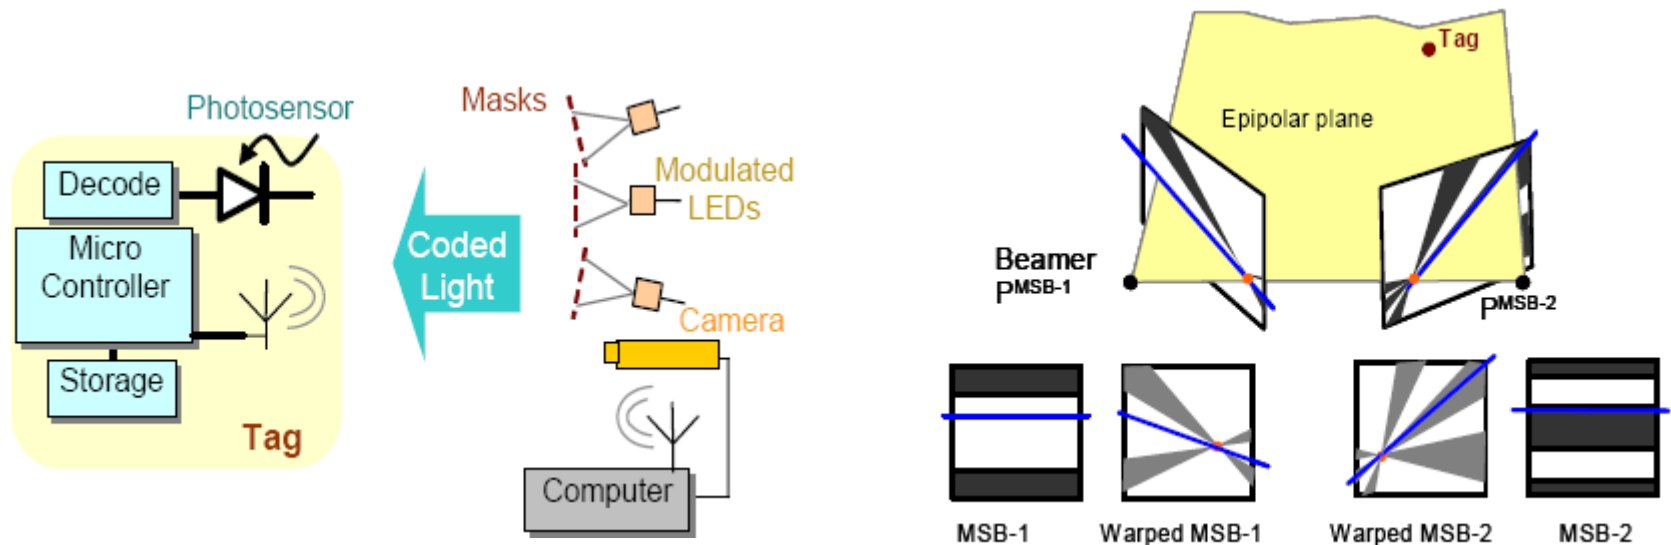 Photosensor
Decode
Micro
Controller
Storage
Tag
Coded
Light
Masks
Modulated
LEDs
Camera
Computer
Tag
Epipolar plane
Beamer
PMSB-1
PMSB-2
MSB-1
Warped MSB-1
Warped MSB-2
MSB-2